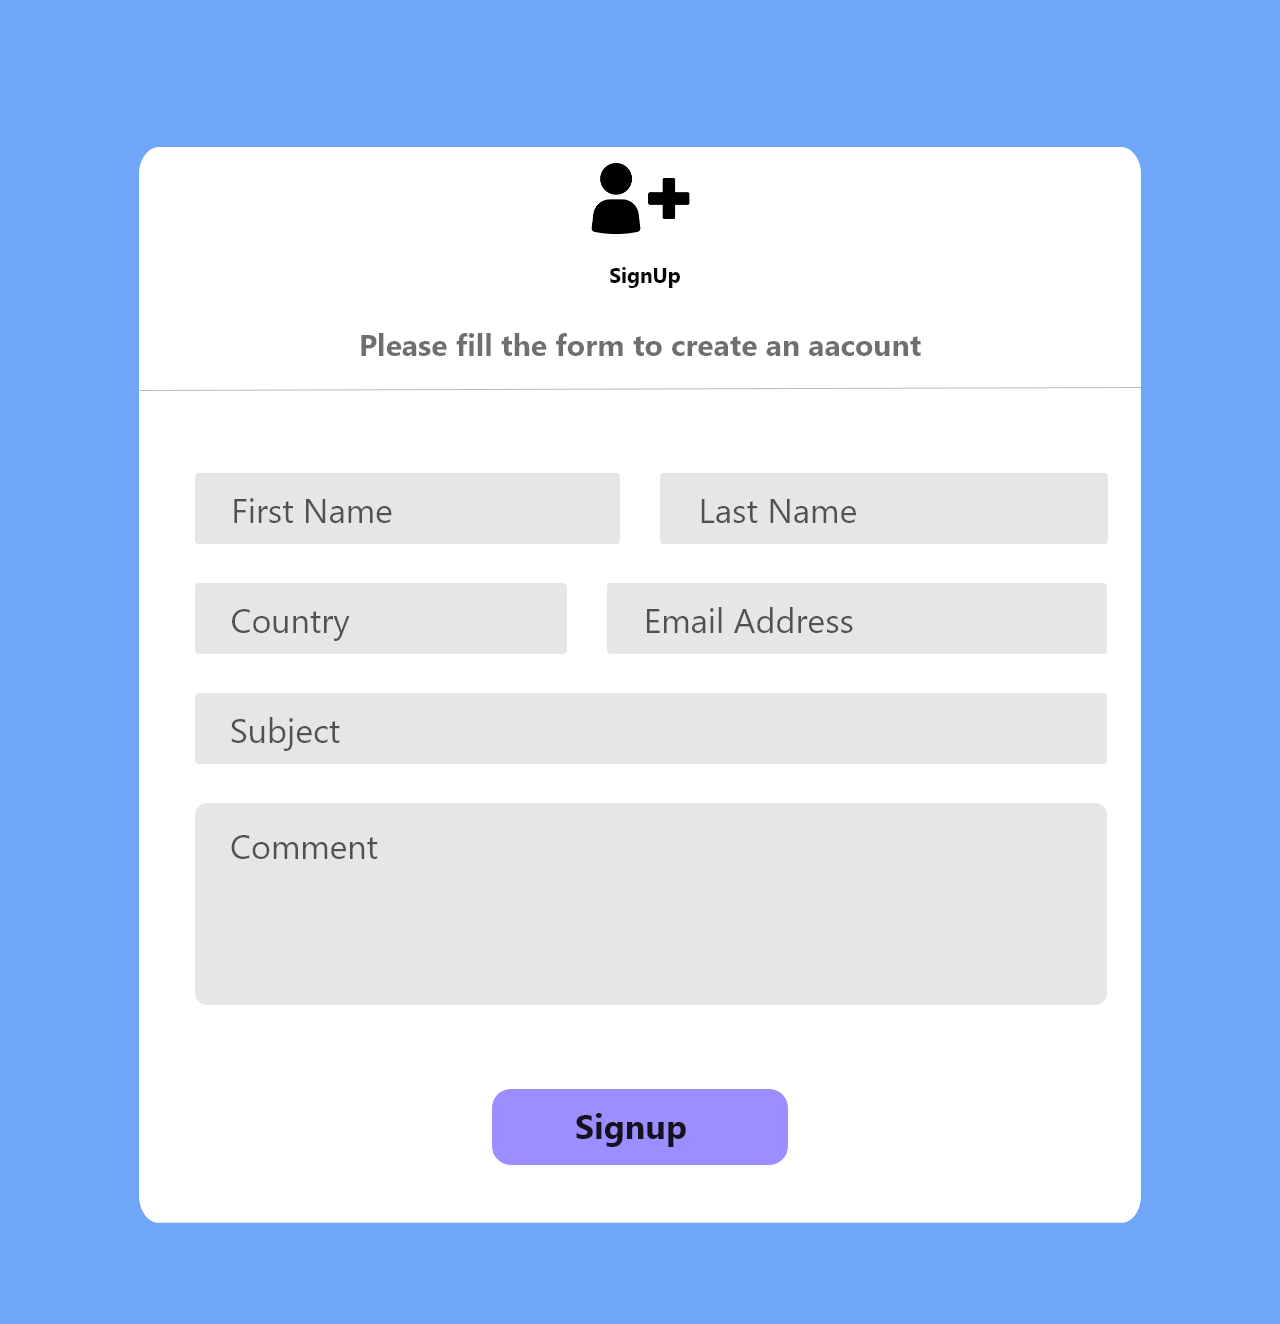 SignUp
Please fill the form to create an aacount
First Name
Last Name
Country
Email Address
Subject
Comment
Signup